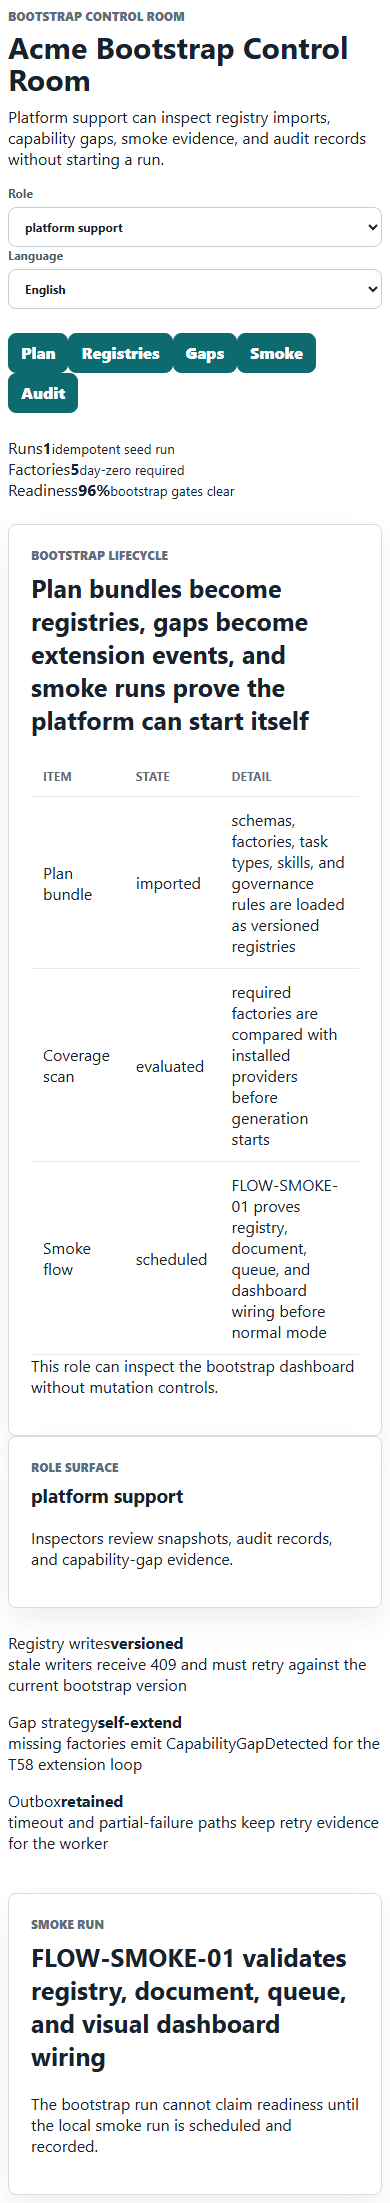 BOOTSTRAP CONTROL ROOM
Acme Bootstrap Control
Room
Platform support can inspect registry imports,
capability gaps, smoke evidence, and audit records
without starting a run.
Role
platform support
Language
English
Plan Registries Gaps Smoke
Audit
Runs1idempotent seed run
Factories5day-zero required
Readiness96%bootstrap gates clear
BOOTSTRAP LIFECYCLE
Plan bundles become
registries, gaps become
extension events, and
smoke runs prove the
platform can start itself
ITEM STATE DETAIL
Plan
bundle
imported
schemas,
factories, task
types, skills, and
governance
rules are loaded
as versioned
registries
Coverage
scan
evaluated
required
factories are
compared with
installed
providers
before
generation
starts
Smoke
flow
scheduled
FLOW-SMOKE-
01 proves
registry,
document,
queue, and
dashboard
wiring before
normal mode
This role can inspect the bootstrap dashboard
without mutation controls.
ROLE SURFACE
platform support
Inspectors review snapshots, audit records,
and capability-gap evidence.
Registry writesversioned
stale writers receive 409 and must retry against the
current bootstrap version
Gap strategyself-extend
missing factories emit CapabilityGapDetected for the
T58 extension loop
Outboxretained
timeout and partial-failure paths keep retry evidence
for the worker
SMOKE RUN
FLOW-SMOKE-01 validates
registry, document, queue,
and visual dashboard
wiring
The bootstrap run cannot claim readiness until
the local smoke run is scheduled and
recorded.